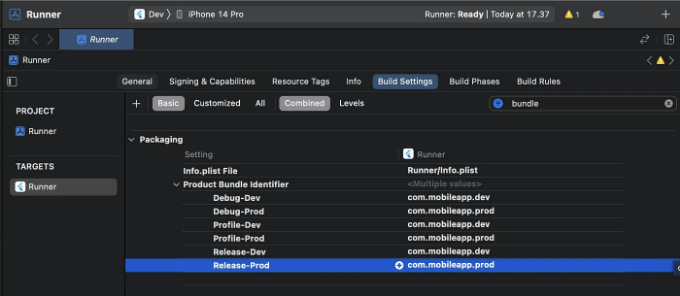 Runner
Dev 〉 iPhone 14 Pro
Runner: Ready | Today at 17.37
1
Runner
Runner
General Signing & Capabilities Resource Tags Info Build Settings Build Phases Build Rules
PROJECT
Runner
TARGETS
Runner
Basic Customized All Combined Levels
bundle
Packaging
Setting Runner
Info.plist File Runner/Info.plist
Product Bundle Identifier <Multiple values>
Debug-Dev com.mobileapp.dev
Debug-Prod com.mobileapp.prod
Profile-Dev com.mobileapp.dev
Profile-Prod com.mobileapp.prod
Release-Dev com.mobileapp.dev
Release-Prod com.mobileapp.prod